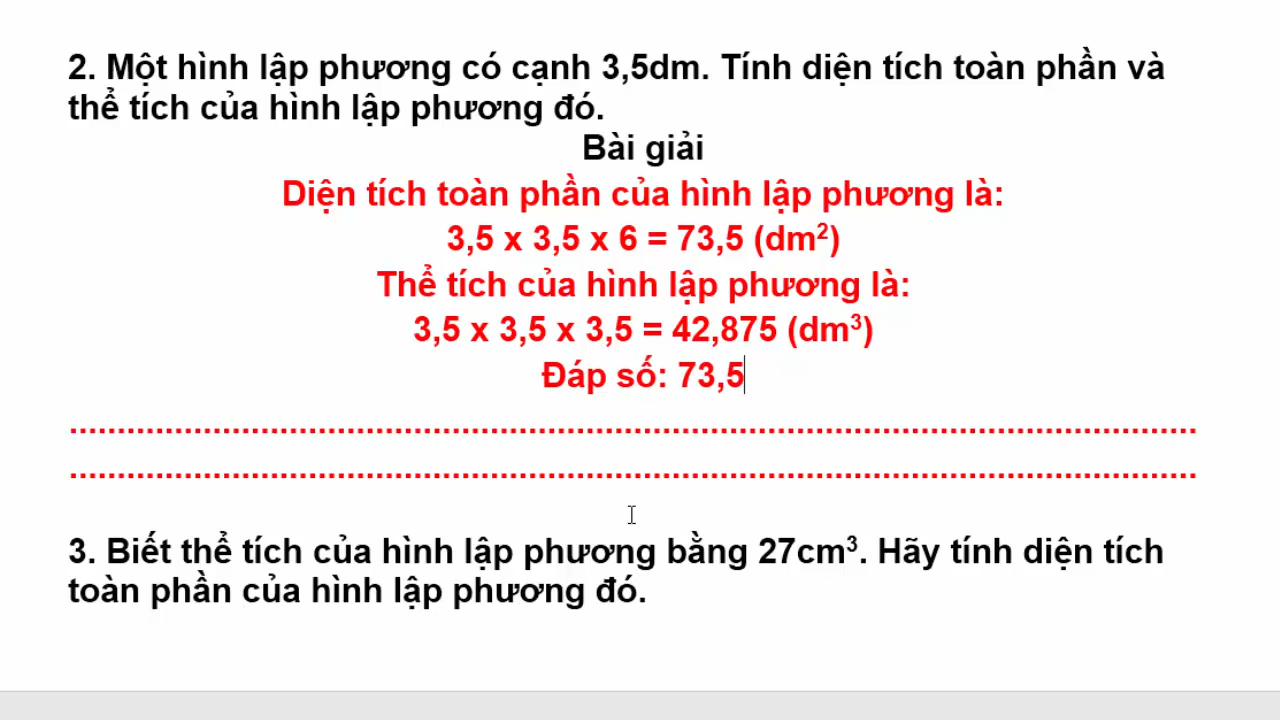 2. Một hình lập phương có cạnh 3,5dm. Tính diện tích toàn phần và
thể tích của hình lập phương đó.
Bài giải
Diện tích toàn phần của hình lập phương là:
3,5 x 3,5 x 6 = 73,5 (dm²)
Thể tích của hình lập phương là:
3,5 x 3,5 x 3,5 = 42,875 (dm³)
Đáp số: 73,5
3. Biết thể tích của hình lập phương bằng 27cm³. Hãy tính diện tích
toàn phần của hình lập phương đó.